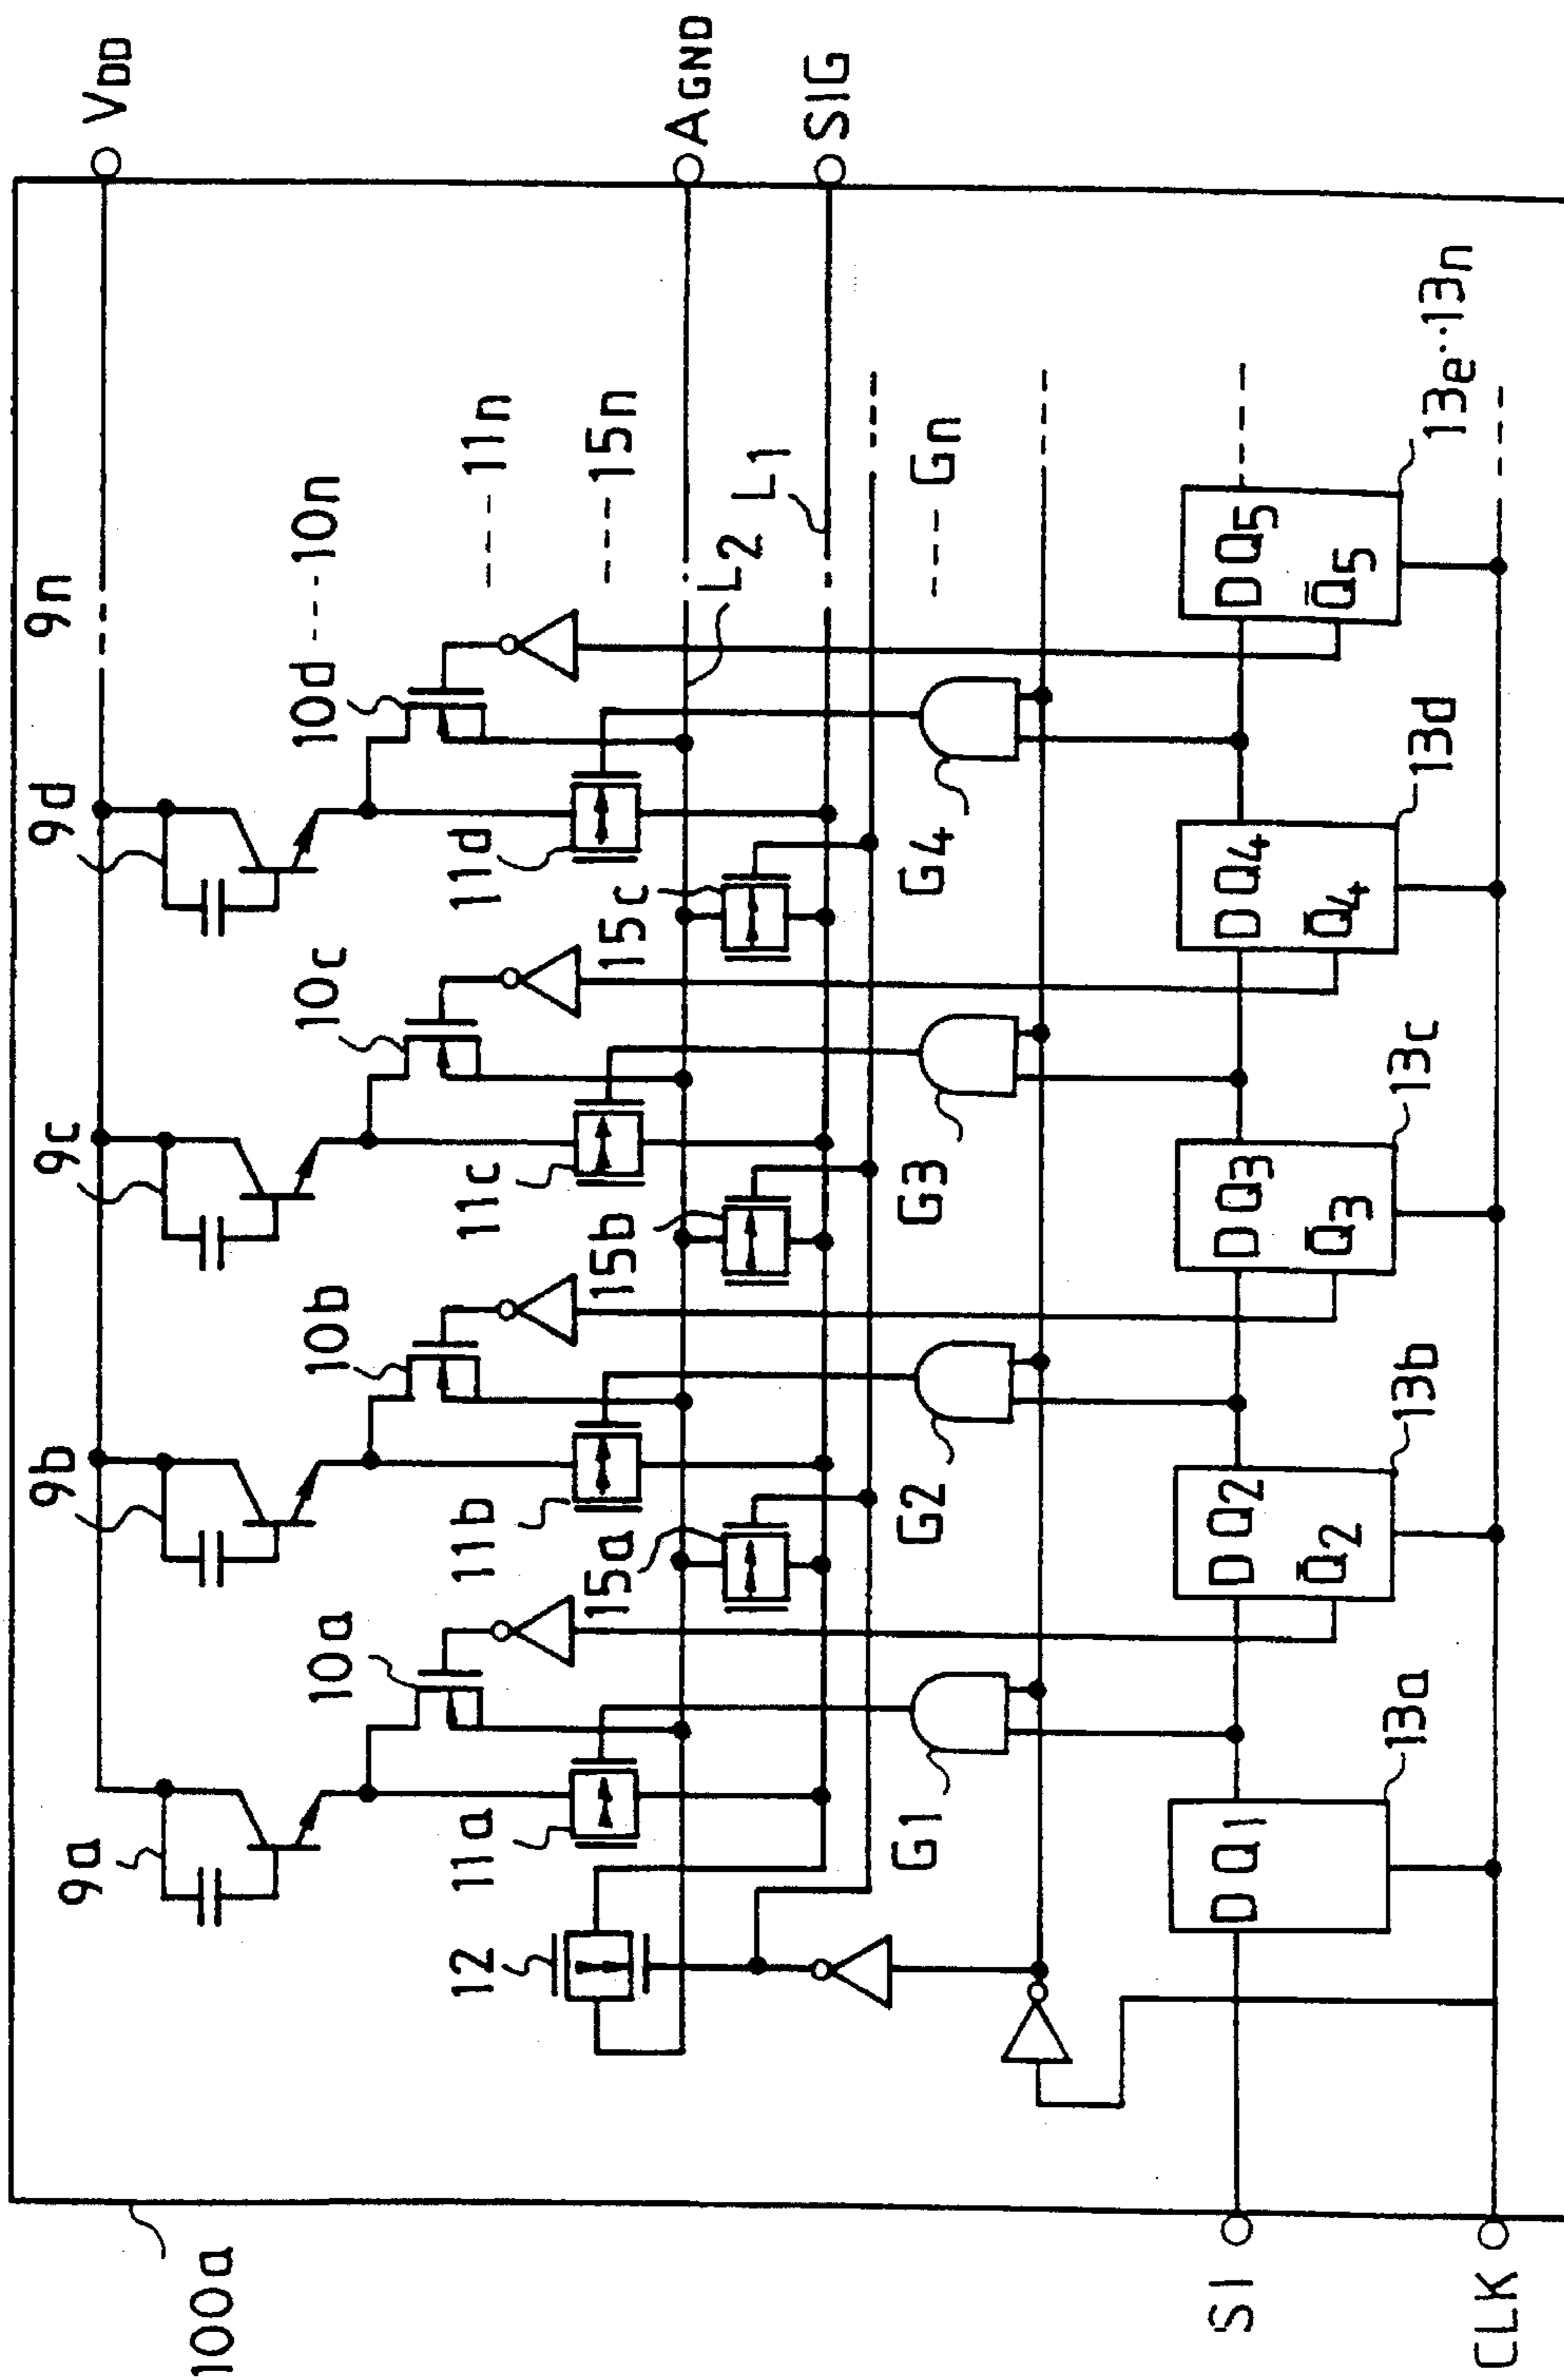 100a
9a
9b
9c
9d
9n
VDD
10a
10b
10c
10d----10n
12
11a
11b
11c
11d
---11n
15a
15b
15c
---15n
L2
L1
AGND
SIG
G1
G2
G3
G4
---Gn
SI
D Q1
D Q2
Q̅2
D Q3
Q̅3
D Q4
Q̅4
D Q5
Q̅5
13a
13b
13c
13d
13e··13n
CLK